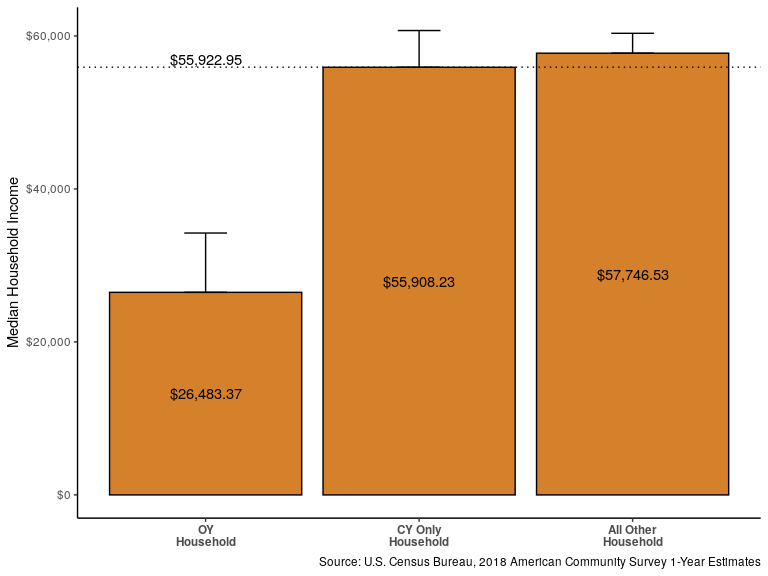 Median Household Income
$60,000
$40,000
$20,000
$0
$55,922.95
$26,483.37
$55,908.23
$57,746.53
OY
Household
CY Only
Household
All Other
Household
Source: U.S. Census Bureau, 2018 American Community Survey 1-Year Estimates